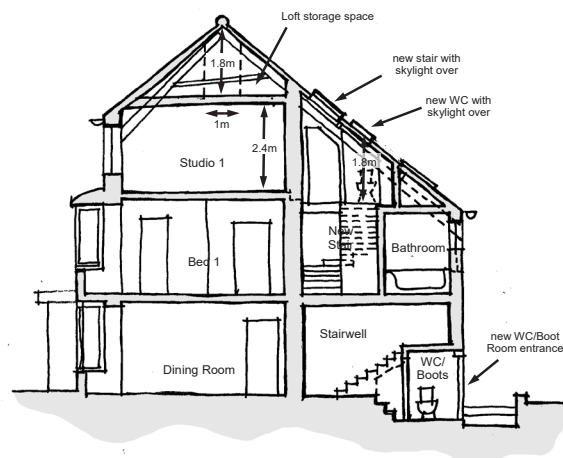 Loft storage space
new stair with
skylight over
1.8m
new WC with
skylight over
1m
2.4m
Studio 1
1.8m
New
Stair
Bathroom
Bed 1
Stairwell
new WC/Boot
Room entrance
WC/
Boots
Dining Room